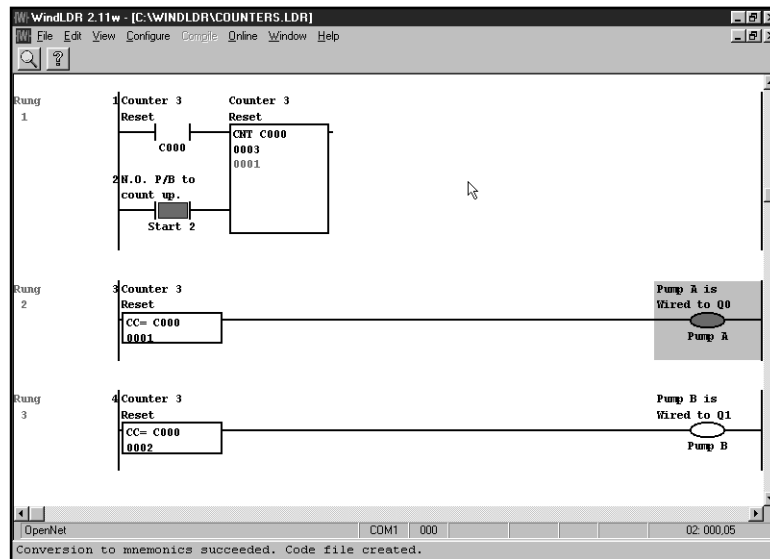 WindLDR 2.11w - [C:\WINDLDR\COUNTERS.LDR]
File Edit View Configure Compile Online Window Help
Rung 1
1 Counter 3 Reset
C000
Counter 3 Reset
CNT C000
0003
0001
2 N.O. P/B to
count up.
Start 2
Rung 2
3 Counter 3
Reset
CC= C000
0001
Pump A is
Wired to Q0
Pump A
Rung 3
4 Counter 3
Reset
CC= C000
0002
Pump B is
Wired to Q1
Pump B
OpenNet COM1 000 02: 000,05
Conversion to mnemonics succeeded. Code file created.